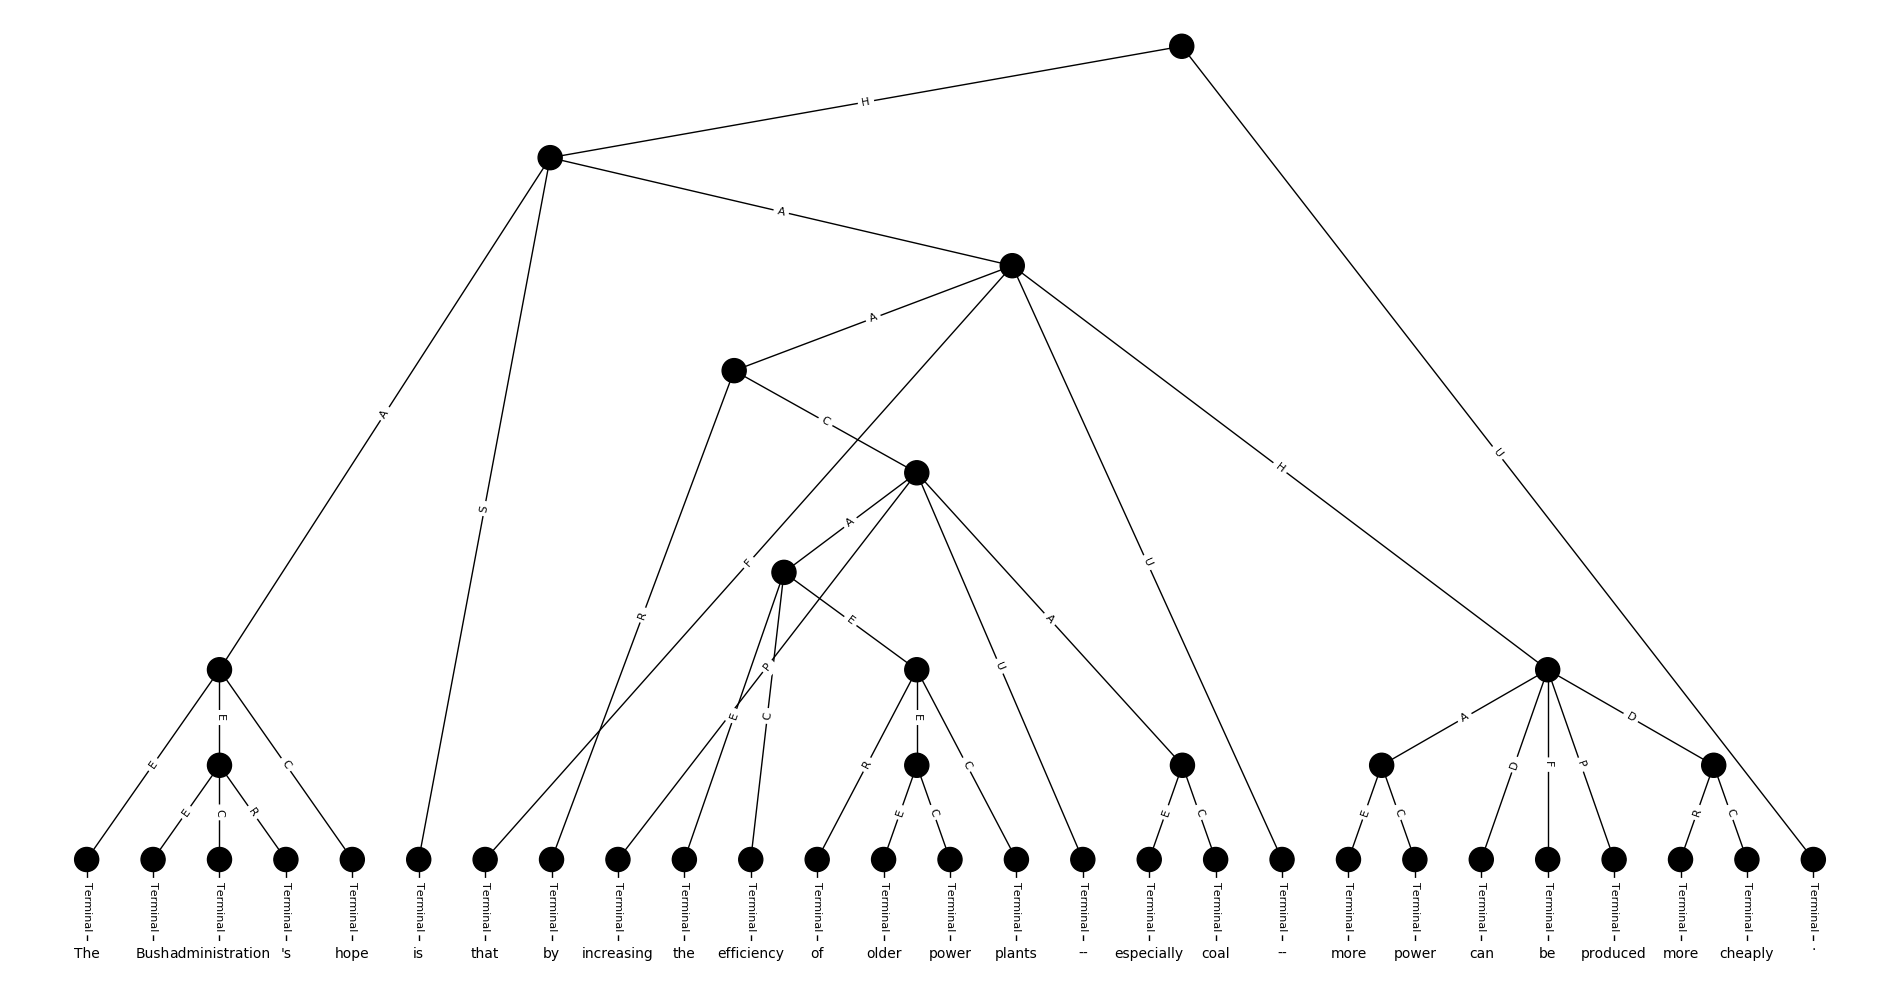 H
A
A
A
C
S
A
F
U
H
U
R
A
E
P
U
E
E
C
E
C
R
E
C
A
D
F
P
D
E
E
C
R
E
C
E
C
E
C
R
C
Terminal Terminal Terminal Terminal Terminal Terminal Terminal Terminal Terminal Terminal Terminal Terminal Terminal Terminal Terminal Terminal Terminal Terminal Terminal Terminal Terminal Terminal Terminal Terminal Terminal Terminal Terminal
The Bush administration 's hope is that by increasing the efficiency of older power plants -- especially coal -- more power can be produced more cheaply .